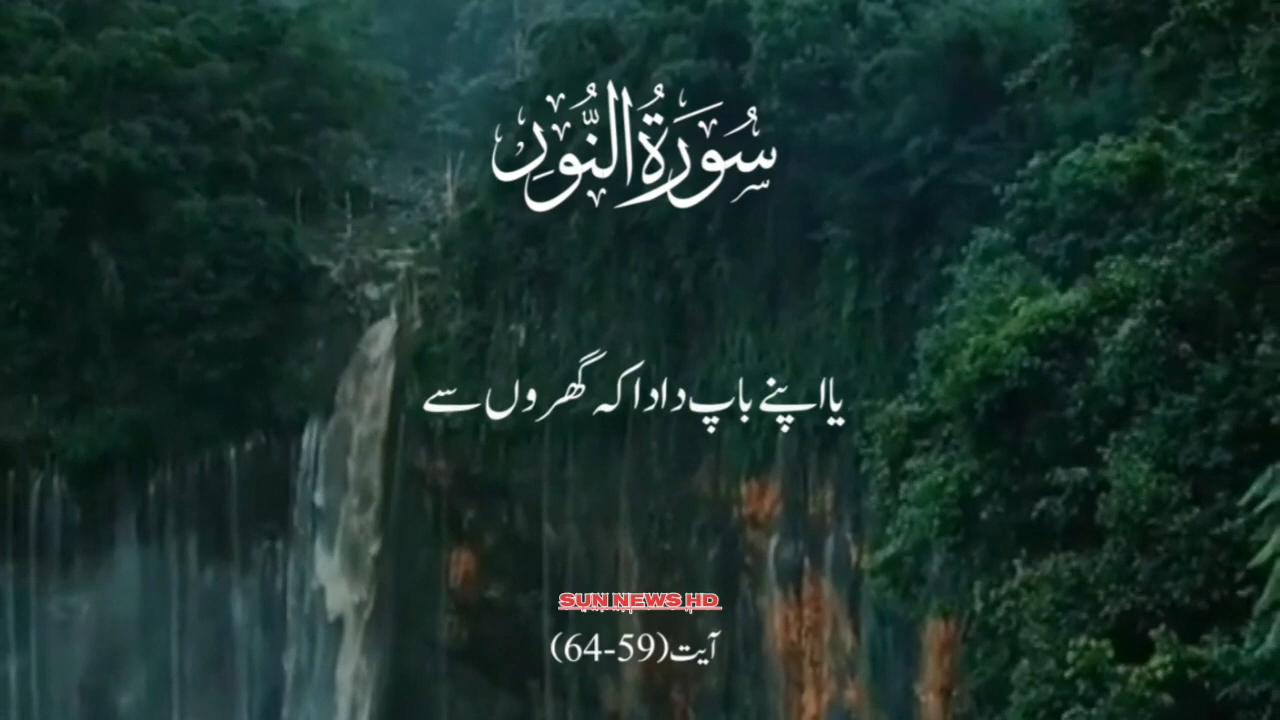 سُورَةُ النُّورِ
یا اپنے باپ دادا کہ گھروں سے
SUN NEWS HD
آیت (59-64)